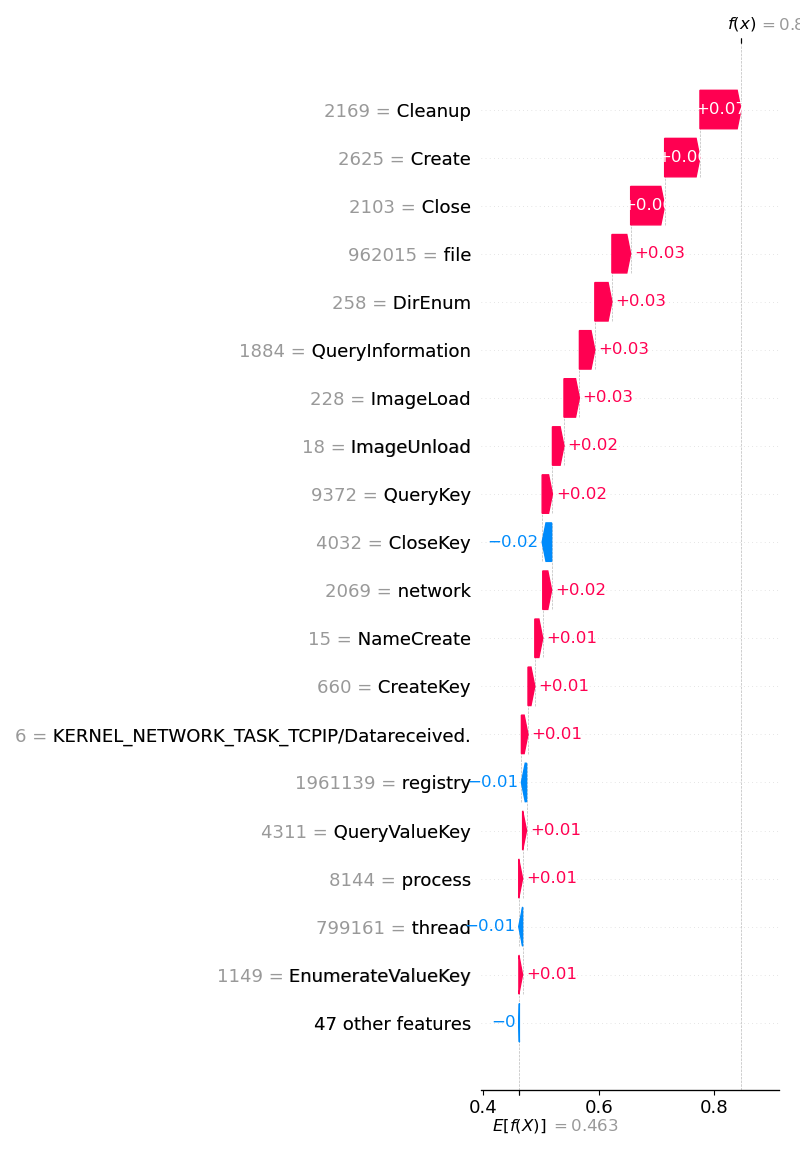 f(x) = 0.8
2169 = Cleanup +0.07
2625 = Create +0.0
2103 = Close +0.0
962015 = file +0.03
258 = DirEnum +0.03
1884 = QueryInformation +0.03
228 = ImageLoad +0.03
18 = ImageUnload +0.02
9372 = QueryKey +0.02
4032 = CloseKey −0.02
2069 = network +0.02
15 = NameCreate +0.01
660 = CreateKey +0.01
6 = KERNEL_NETWORK_TASK_TCPIP/Datareceived. +0.01
1961139 = registry −0.01
4311 = QueryValueKey +0.01
8144 = process +0.01
799161 = thread −0.01
1149 = EnumerateValueKey +0.01
47 other features −0
0.4 0.6 0.8
E[f(X)] = 0.463